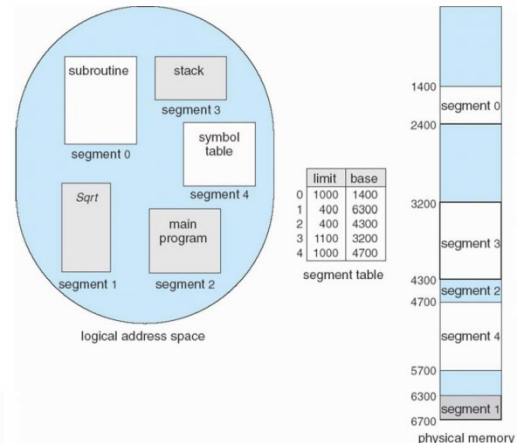 subroutine
segment 0
stack
segment 3
symbol
table
segment 4
Sqrt
segment 1
main
program
segment 2
logical address space
limit base
0 1000 1400
1 400 6300
2 400 4300
3 1100 3200
4 1000 4700
segment table
1400
segment 0
2400
3200
segment 3
4300
segment 2
4700
segment 4
5700
6300
segment 1
6700
physical memory